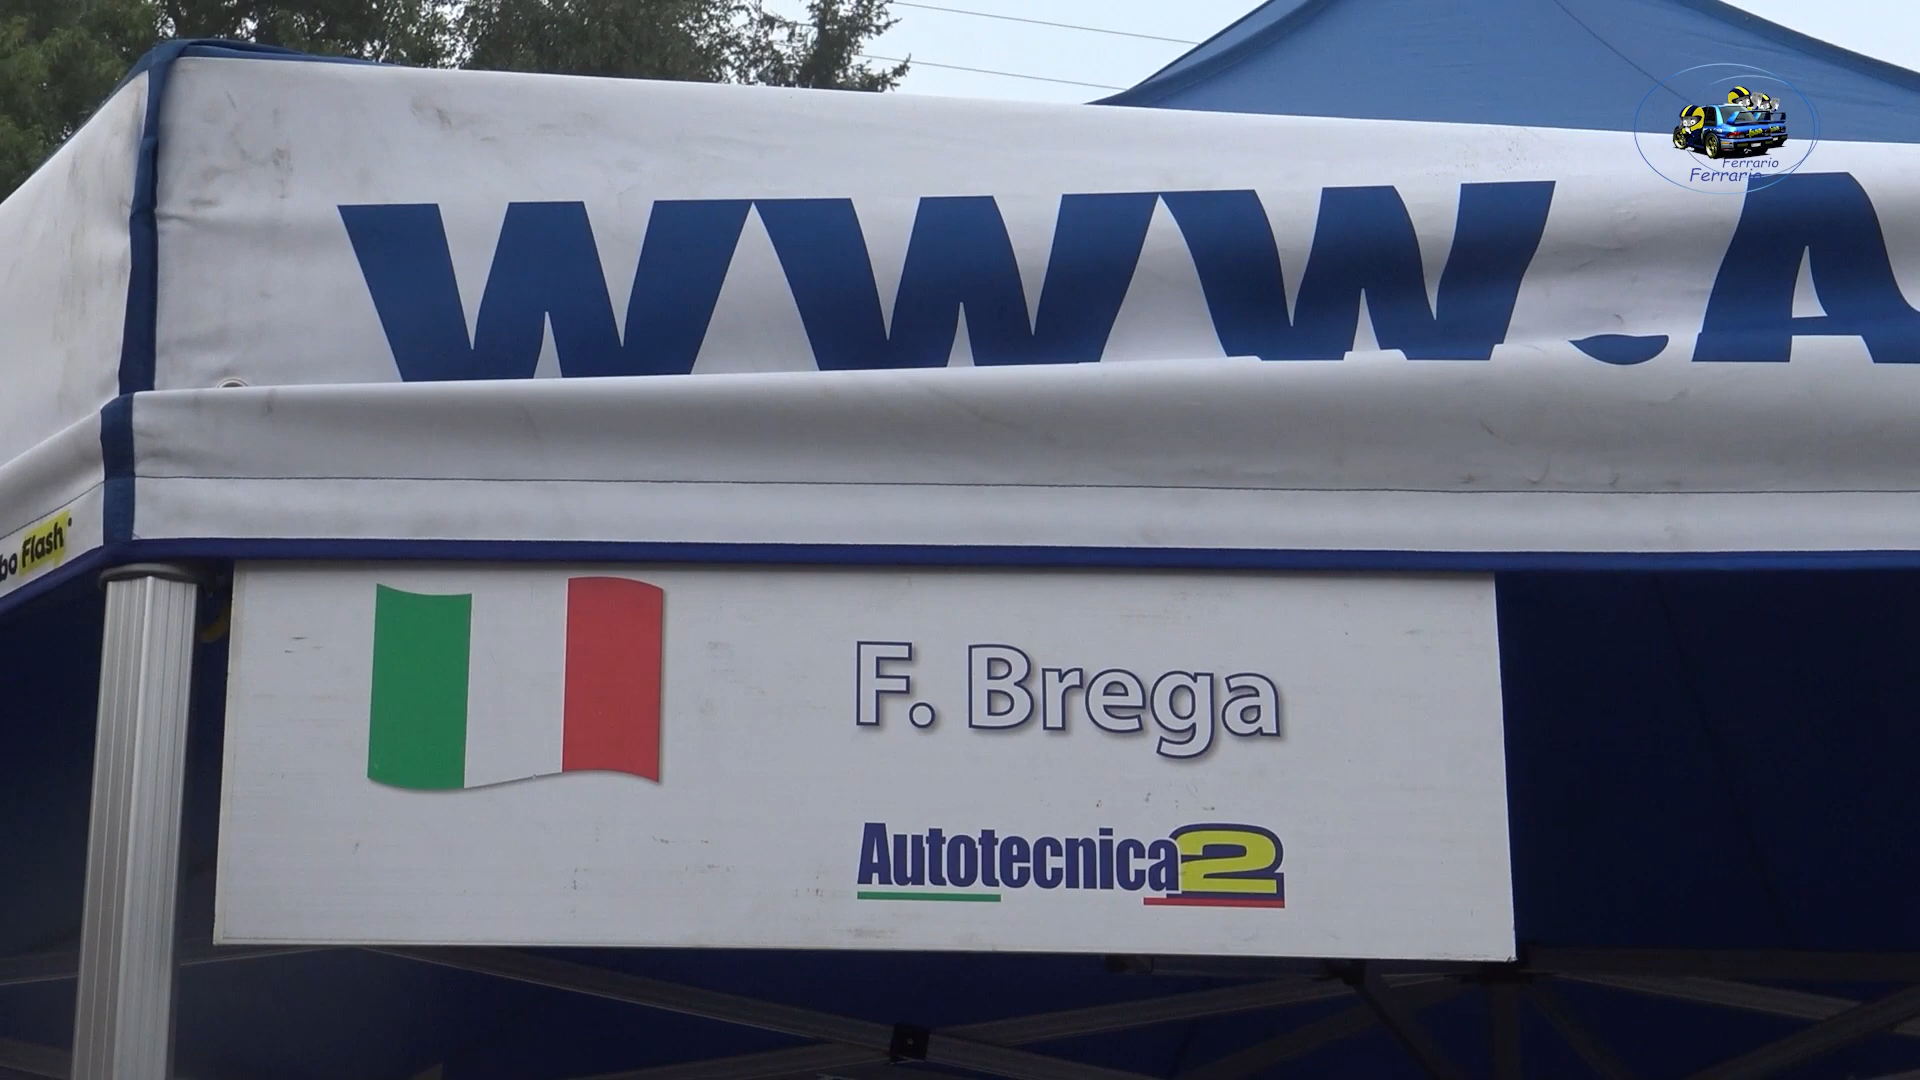 Ferrario
Ferrario
WWW.A
bo Flash
F. Brega
Autotecnica2